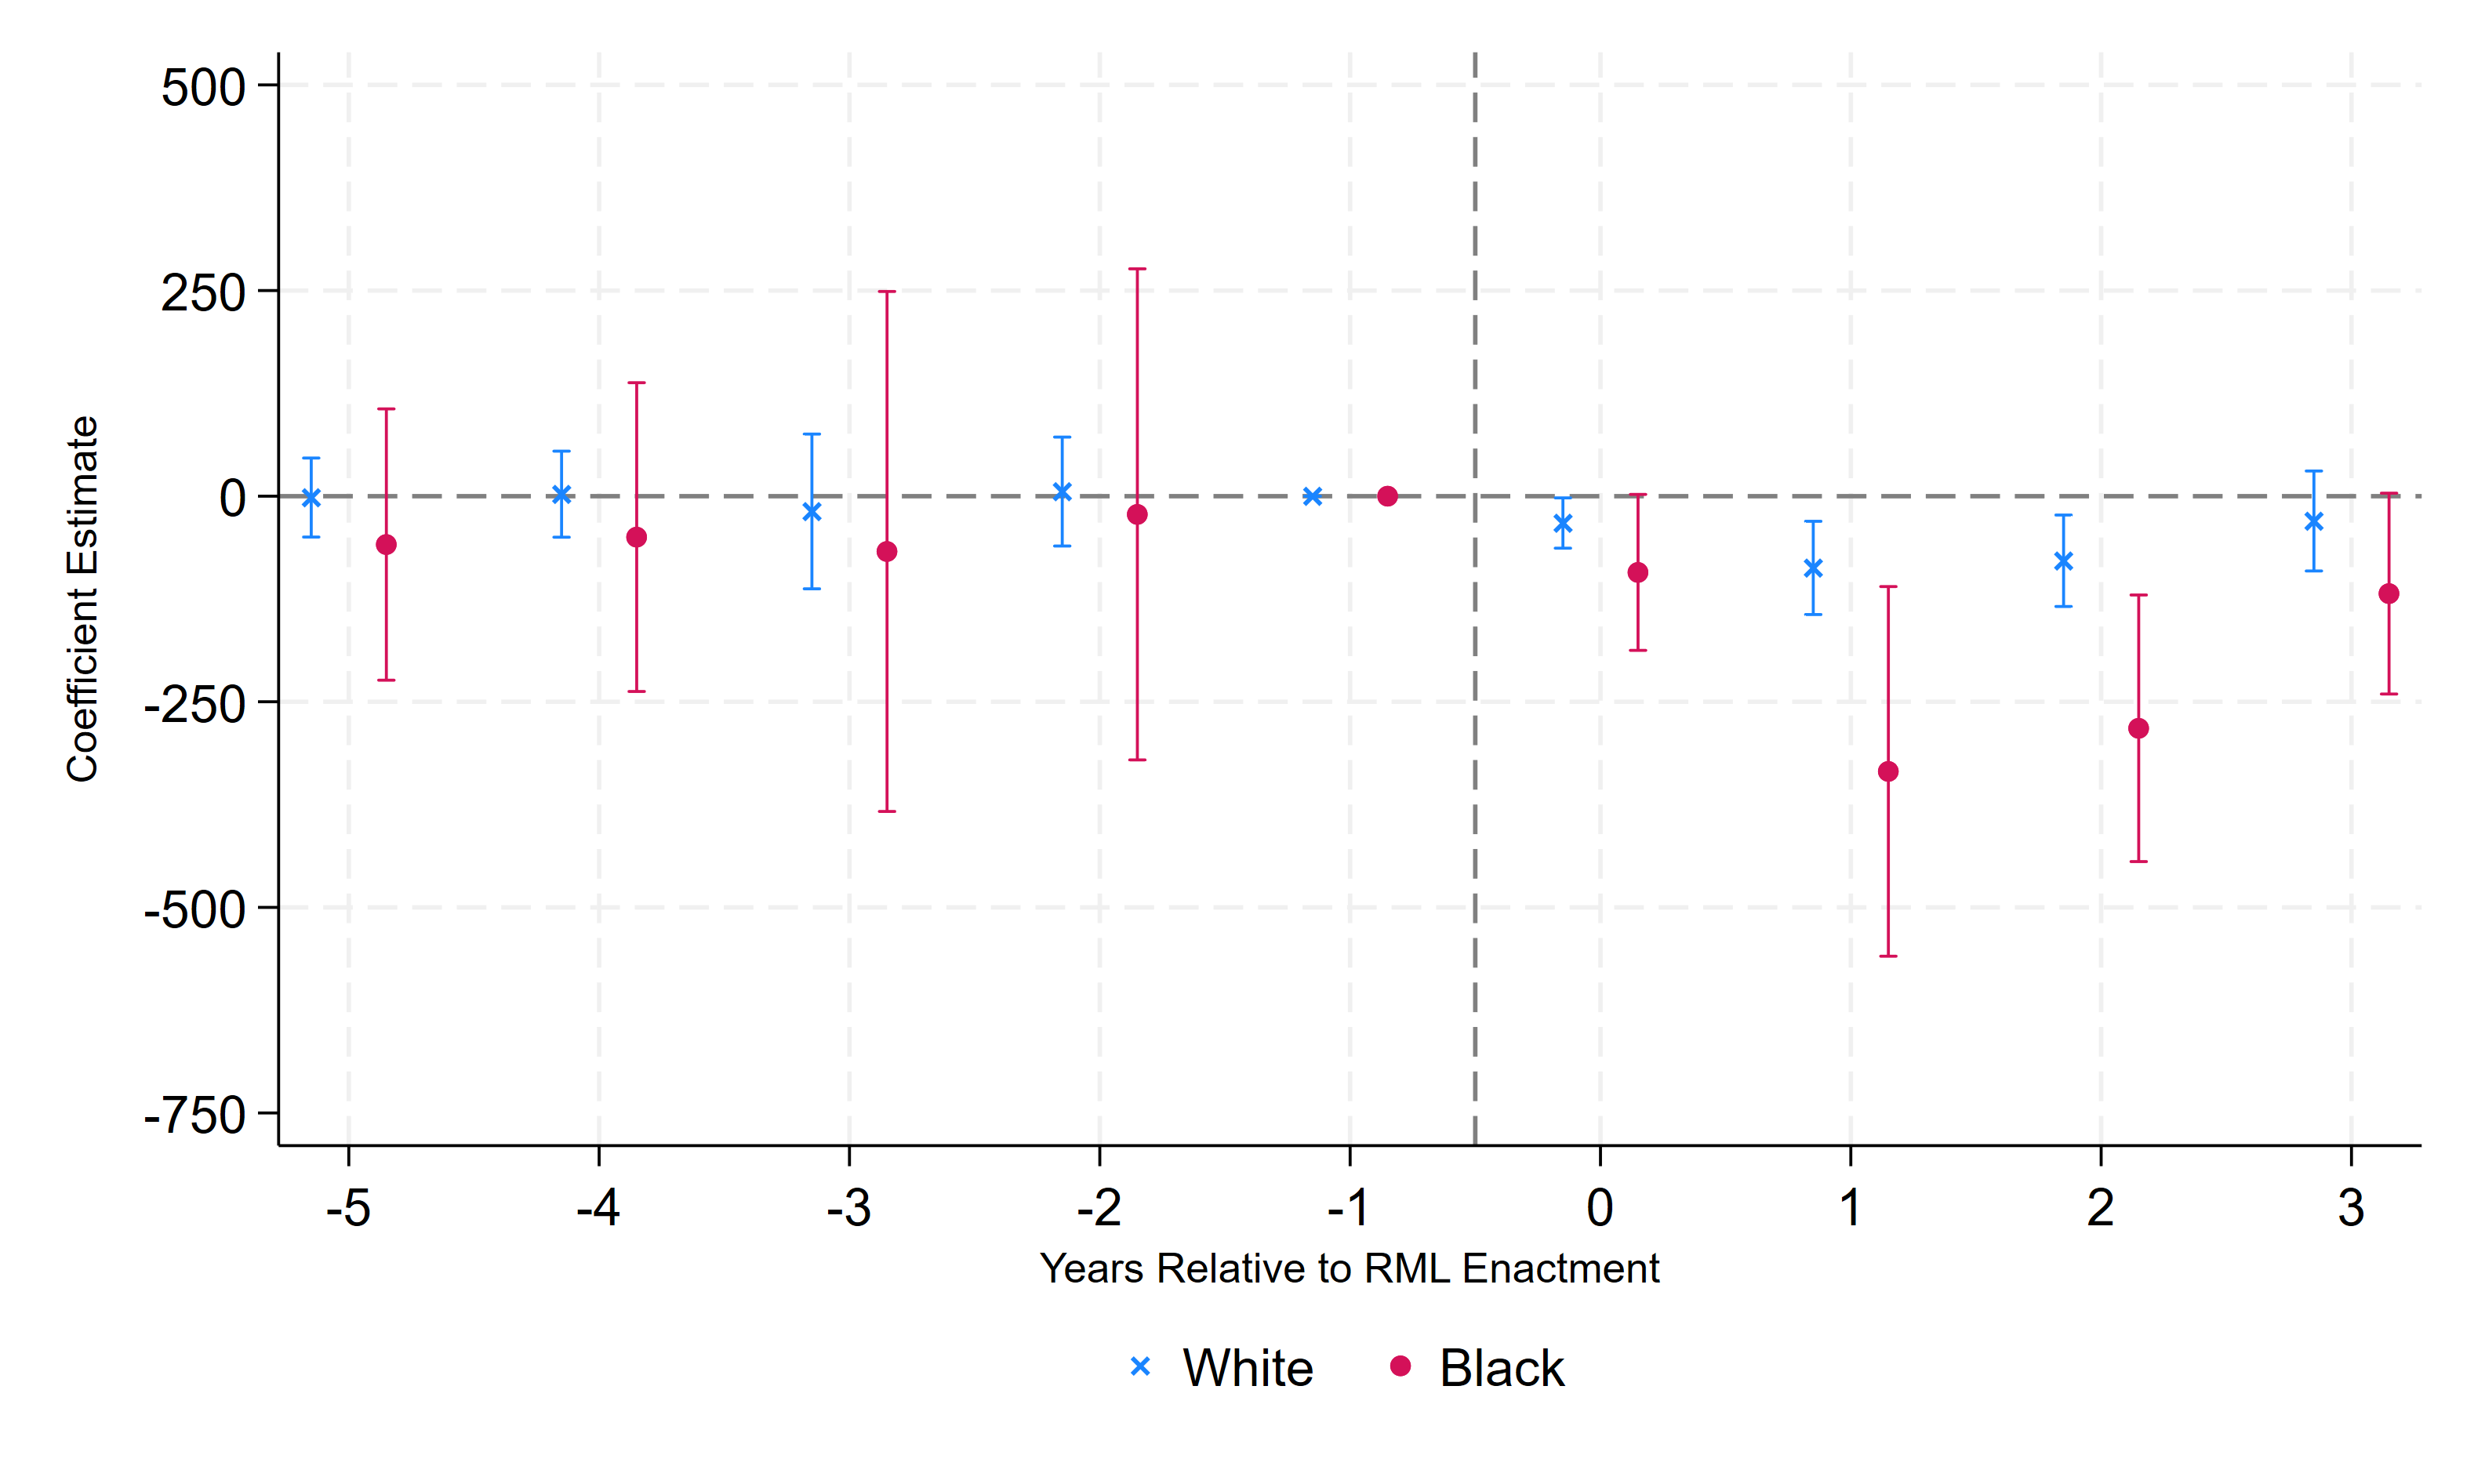 500
250
0
-250
-500
-750
Coefficient Estimate
-5 -4 -3 -2 -1 0 1 2 3
Years Relative to RML Enactment
White Black